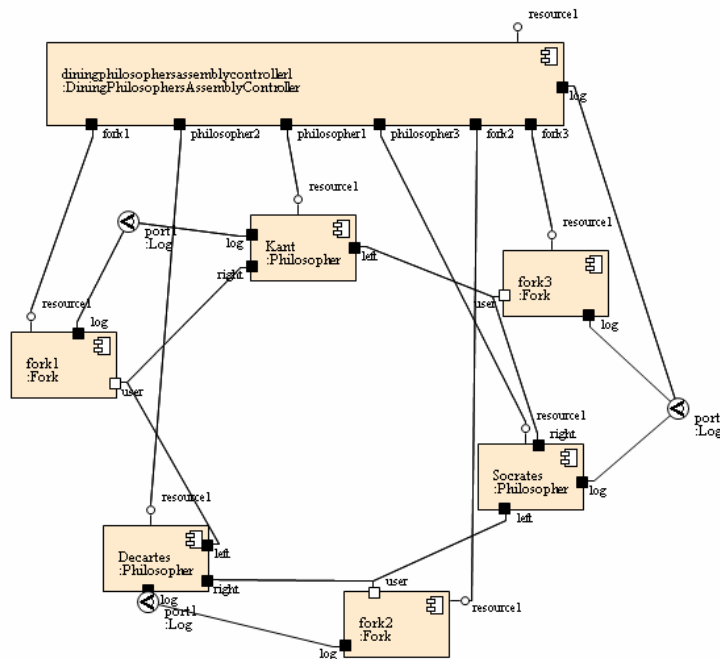 resource1
diningphilosophersassemblycontroller1
:DiningPhilosophersAssemblyController
log
fork1
philosopher2
philosopher1
philosopher3
fork2
fork3
resource1
resource1
port1
:Log
log
Kant
:Philosopher
left
right
fork3
:Fork
user
log
resource1
log
fork1
:Fork
user
port1
:Log
resource1
right
Socrates
:Philosopher
log
left
resource1
Decartes
:Philosopher
left
right
log
port1
:Log
user
resource1
fork2
:Fork
log